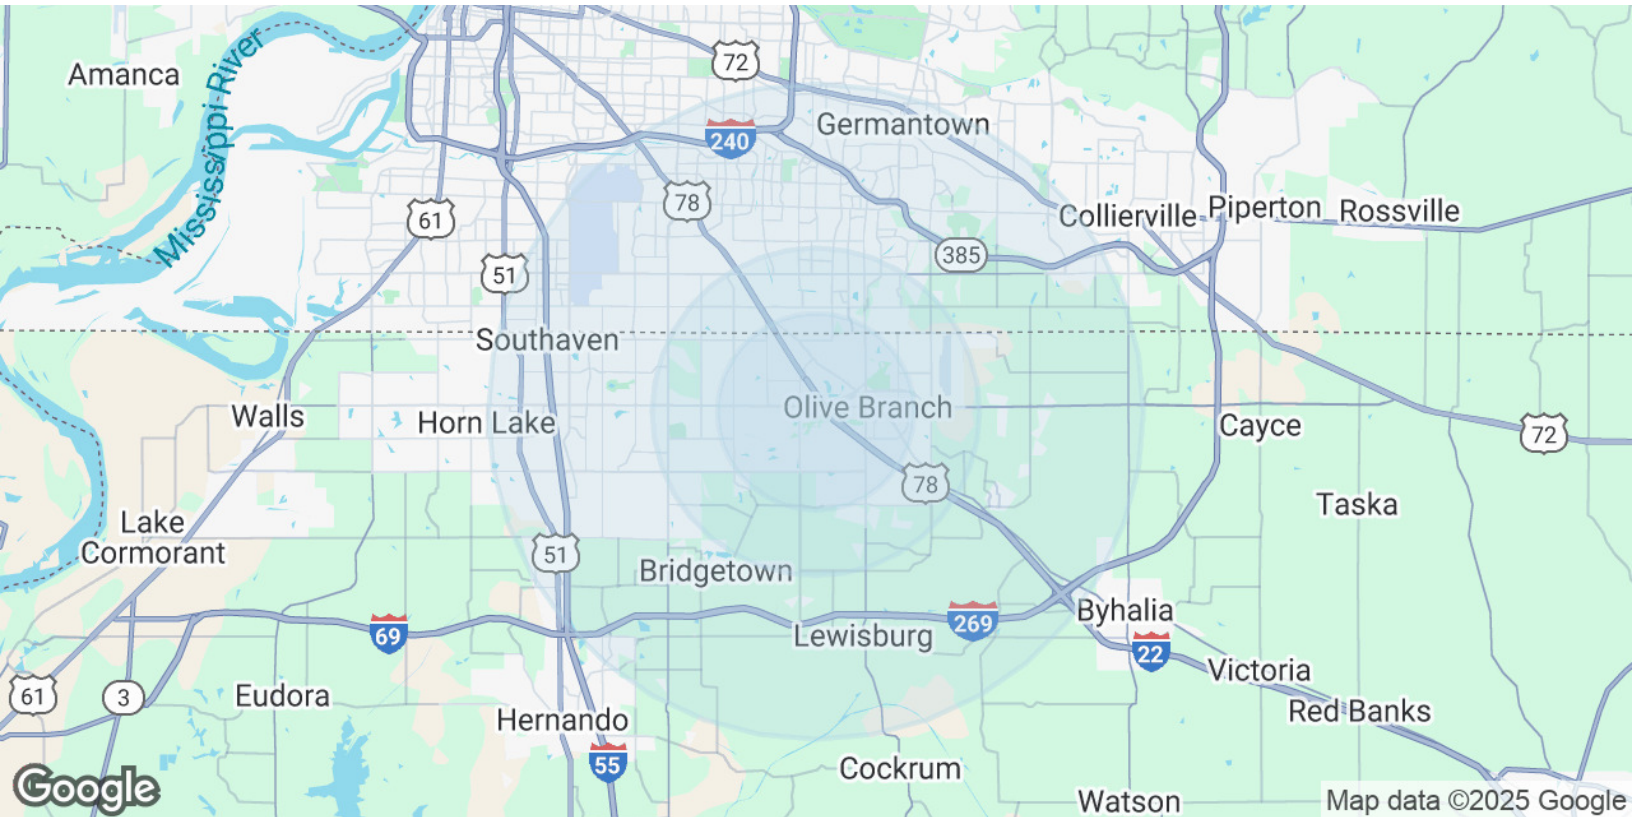 72
Amanca
Mississippi River
Germantown
240
78
61
Collierville
Piperton
Rossville
385
51
Southaven
Olive Branch
Walls
Horn Lake
Cayce
72
78
Taska
Lake
Cormorant
51
Bridgetown
Byhalia
269
69
Lewisburg
22
Victoria
61
3
Eudora
Red Banks
Hernando
55
Cockrum
Google
Watson
Map data ©2025 Google